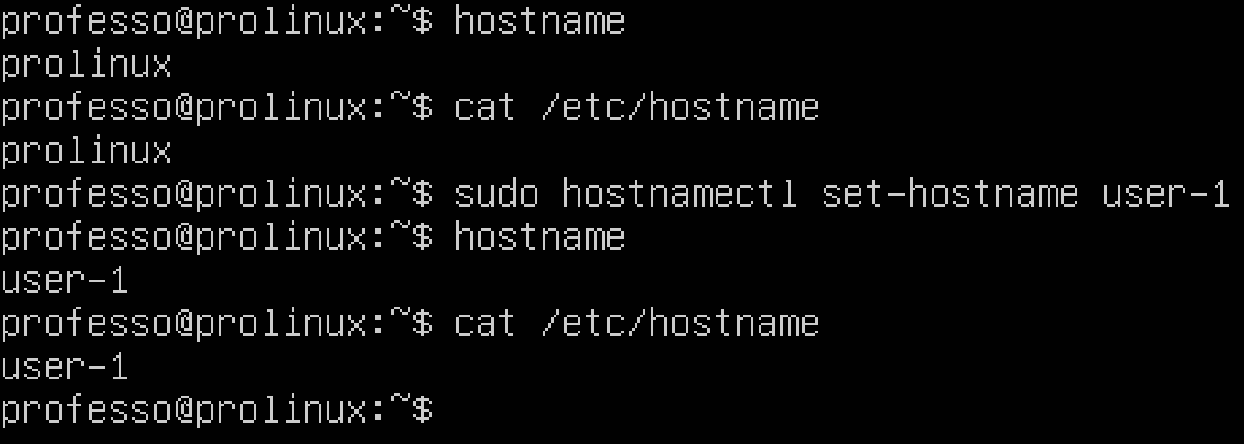 professo@prolinux:~$ hostname
prolinux
professo@prolinux:~$ cat /etc/hostname
prolinux
professo@prolinux:~$ sudo hostnamectl set-hostname user-1
professo@prolinux:~$ hostname
user-1
professo@prolinux:~$ cat /etc/hostname
user-1
professo@prolinux:~$